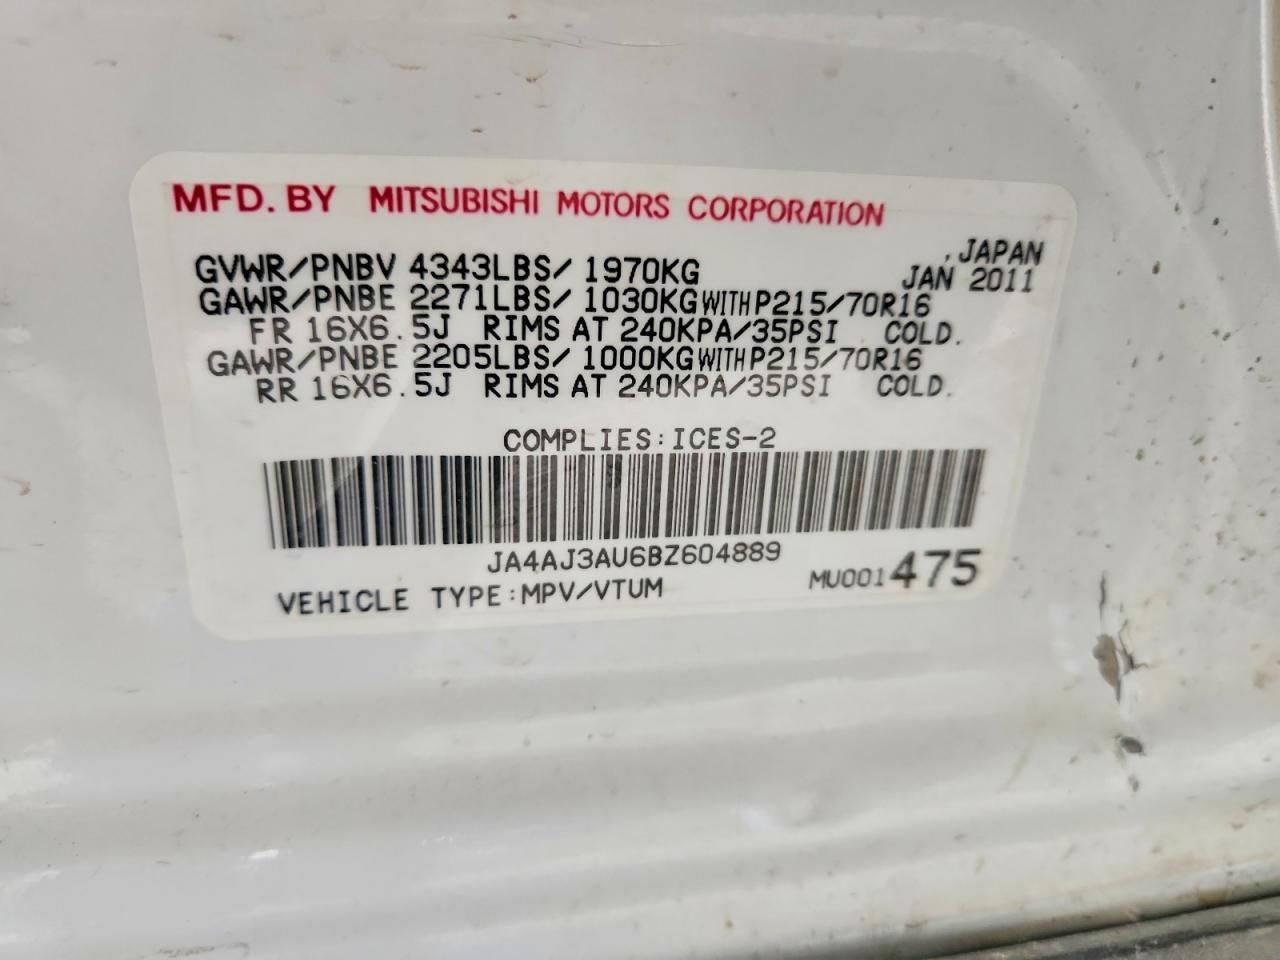 MFD. BY MITSUBISHI MOTORS CORPORATION
, JAPAN
GVWR/PNBV 4343LBS/ 1970KG JAN 2011
GAWR/PNBE 2271LBS/ 1030KG WITH P215/70R16
FR 16X6.5J RIMS AT 240KPA/35PSI COLD.
GAWR/PNBE 2205LBS/ 1000KG WITH P215/70R16
RR 16X6.5J RIMS AT 240KPA/35PSI COLD.
COMPLIES:ICES-2
JA4AJ3AU6BZ604889
VEHICLE TYPE:MPV/VTUM MU001475